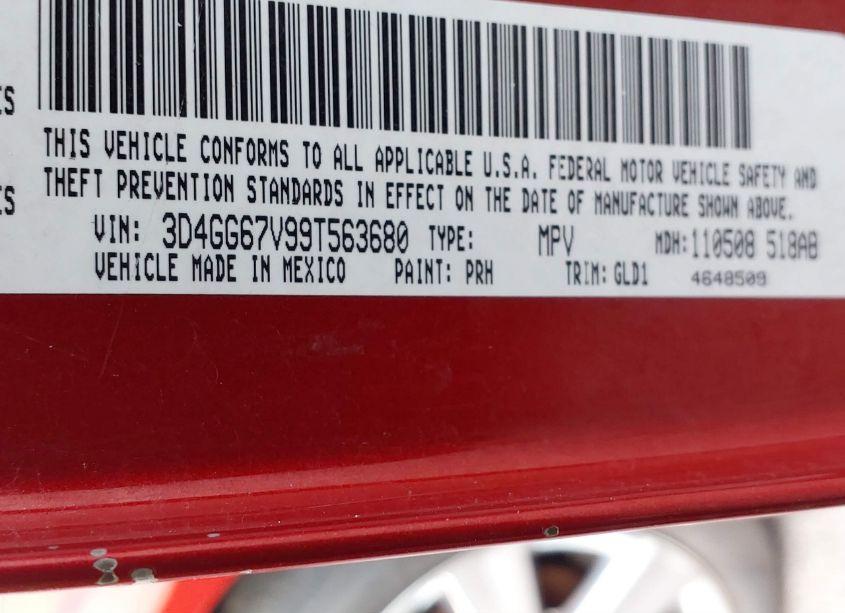 THIS VEHICLE CONFORMS TO ALL APPLICABLE U.S.A. FEDERAL MOTOR VEHICLE SAFETY AND
THEFT PREVENTION STANDARDS IN EFFECT ON THE DATE OF MANUFACTURE SHOWN ABOVE.
VIN: 3D4GG67V99T563680 TYPE: MPV MDH:110508 518AB
VEHICLE MADE IN MEXICO PAINT: PRH TRIM: GLD1 4648509